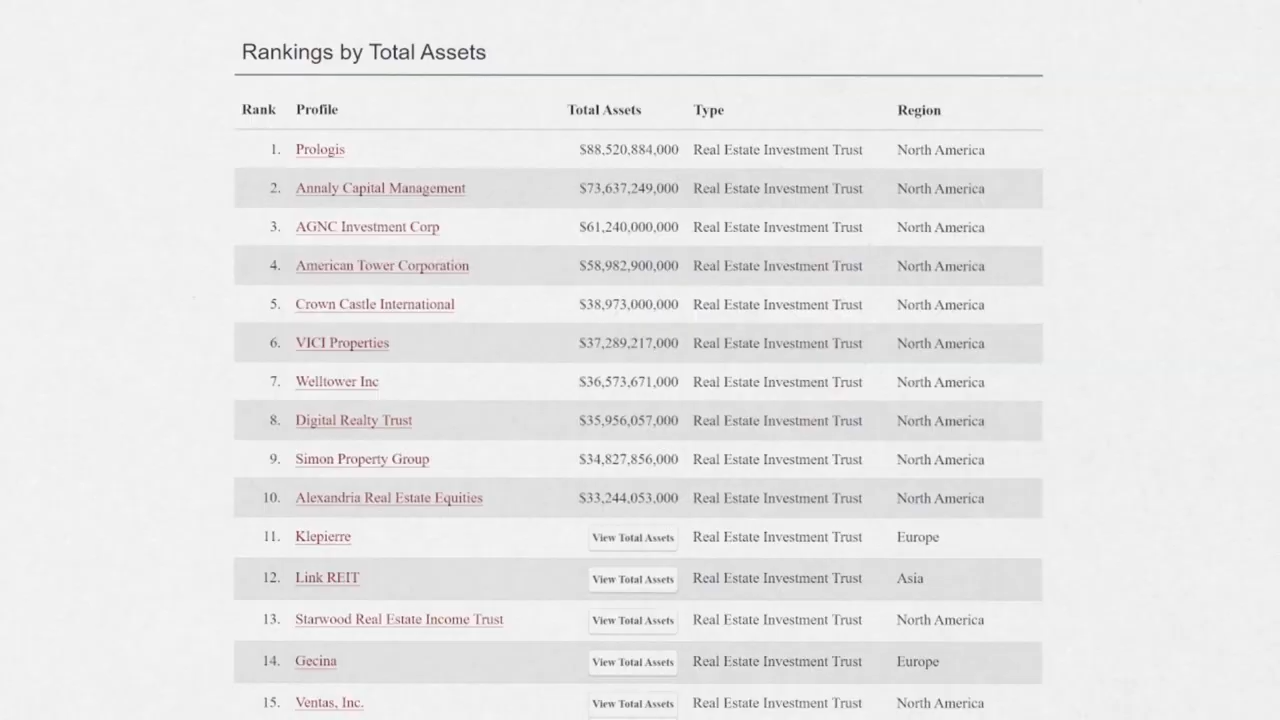 Rankings by Total Assets
Rank Profile Total Assets Type Region
1. Prologis $88,520,884,000 Real Estate Investment Trust North America
2. Annaly Capital Management $73,637,249,000 Real Estate Investment Trust North America
3. AGNC Investment Corp $61,240,000,000 Real Estate Investment Trust North America
4. American Tower Corporation $58,982,900,000 Real Estate Investment Trust North America
5. Crown Castle International $38,973,000,000 Real Estate Investment Trust North America
6. VICI Properties $37,289,217,000 Real Estate Investment Trust North America
7. Welltower Inc $36,573,671,000 Real Estate Investment Trust North America
8. Digital Realty Trust $35,956,057,000 Real Estate Investment Trust North America
9. Simon Property Group $34,827,856,000 Real Estate Investment Trust North America
10. Alexandria Real Estate Equities $33,244,053,000 Real Estate Investment Trust North America
11. Klepierre View Total Assets Real Estate Investment Trust Europe
12. Link REIT View Total Assets Real Estate Investment Trust Asia
13. Starwood Real Estate Income Trust View Total Assets Real Estate Investment Trust North America
14. Gecina View Total Assets Real Estate Investment Trust Europe
15. Ventas, Inc. View Total Assets Real Estate Investment Trust North America